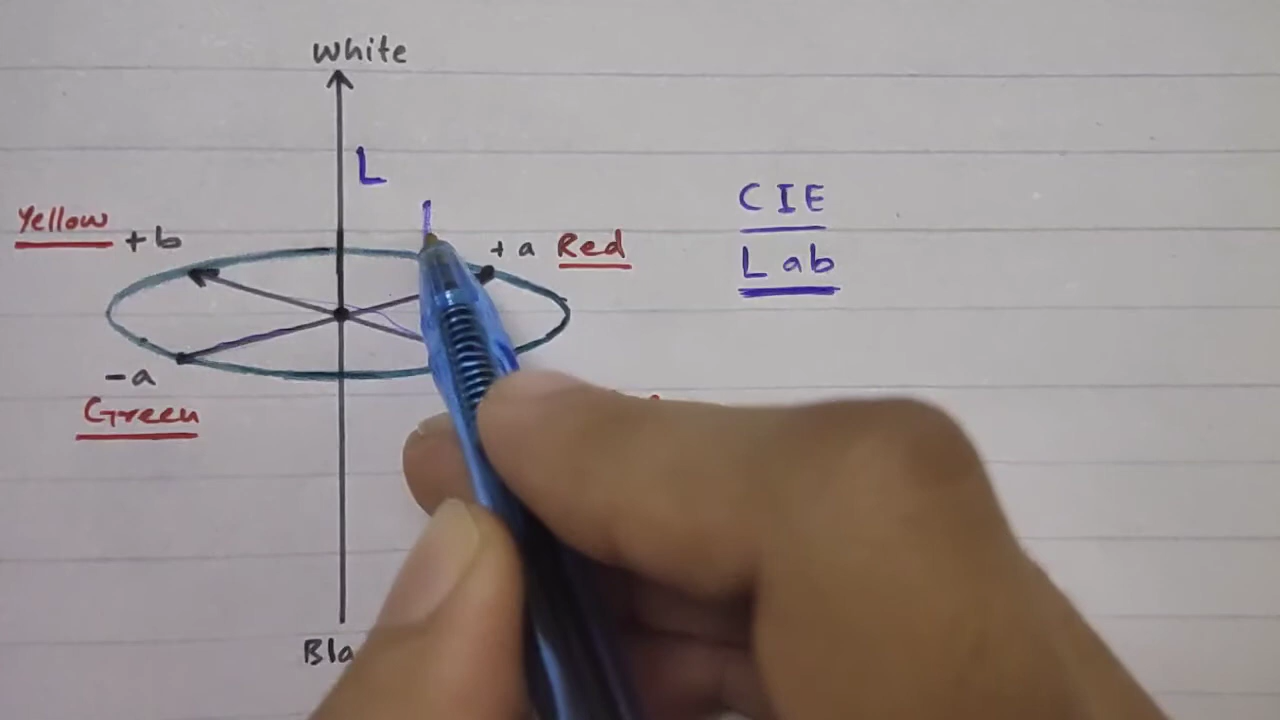 White
L
Yellow +b
+a Red
-a
Green
CIE
Lab